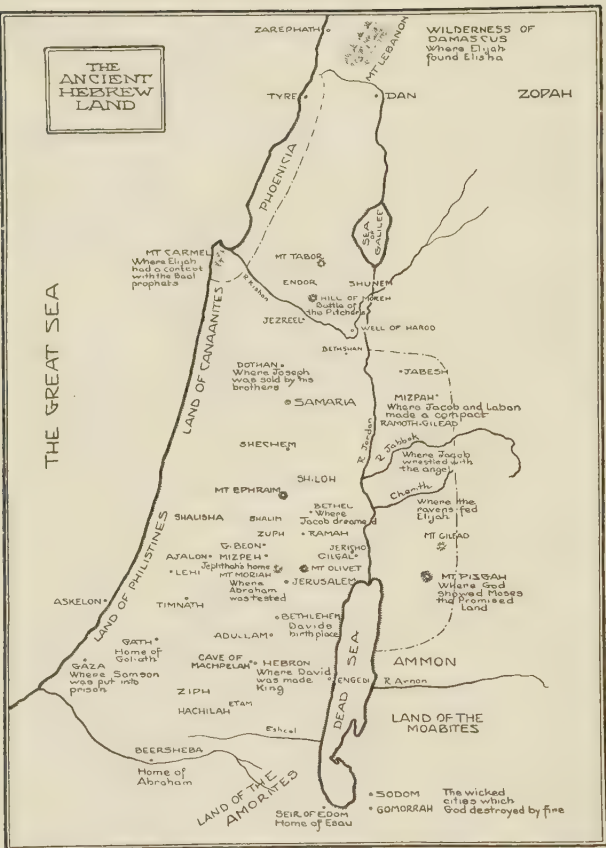 THE
ANCIENT
HEBREW
LAND
ZAREPHATH
MT LEBANON
WILDERNESS OF
DAMASCUS
Where Elijah
found Elisha
TYRE
DAN
ZOPAH
PHOENICIA
SEA
OF
GALILEE
MT CARMEL
Where Elijah
had a contest
with the Baal
prophets
MT TABOR
ENDOR
SHUNEM
R Kishon
HILL OF MOREH
Battle of
the Pitchers
JEZREEL
WELL OF HAROD
THE GREAT SEA
LAND OF CANAANITES
BETHSHAN
DOTHAN
Where Joseph
was sold by his
brothers
JABESH
MIZPAH
Where Jacob and Laban
made a compact
RAMOTH-GILEAD
SAMARIA
R Jordan
R Jabbok
Where Jacob
wrestled with
the angel
SHECHEM
SHILOH
Cherith
Where the
ravens fed
Elijah
MT EPHRAIM
BETHEL
Where
Jacob dreamed
SHALISHA
SHALIM
ZUPH
RAMAH
MT GILEAD
GIBEON
JERICHO
AJALON
MIZPEH
GILGAL
Jephthah's home
LEHI
MT MORIAH
Where
Abraham
was tested
MT OLIVET
JERUSALEM
MT PISGAH
Where God
showed Moses
the Promised
Land
LAND OF PHILISTINES
ASKELON
TIMNATH
BETHLEHEM
Davids
birthplace
GATH
Home of
Goliath
ADULLAM
GAZA
Where Samson
was put into
prison
CAVE OF
MACHPELAH
HEBRON
Where David
was made
King
DEAD SEA
AMMON
ENGEDI
R Arnon
ZIPH
ETAM
HACHILAH
LAND OF THE
MOABITES
Eshcol
BEERSHEBA
Home of
Abraham
LAND OF THE
AMORITES
SEIR OF EDOM
Home of Esau
SODOM
GOMORRAH
The wicked
cities which
God destroyed by fire